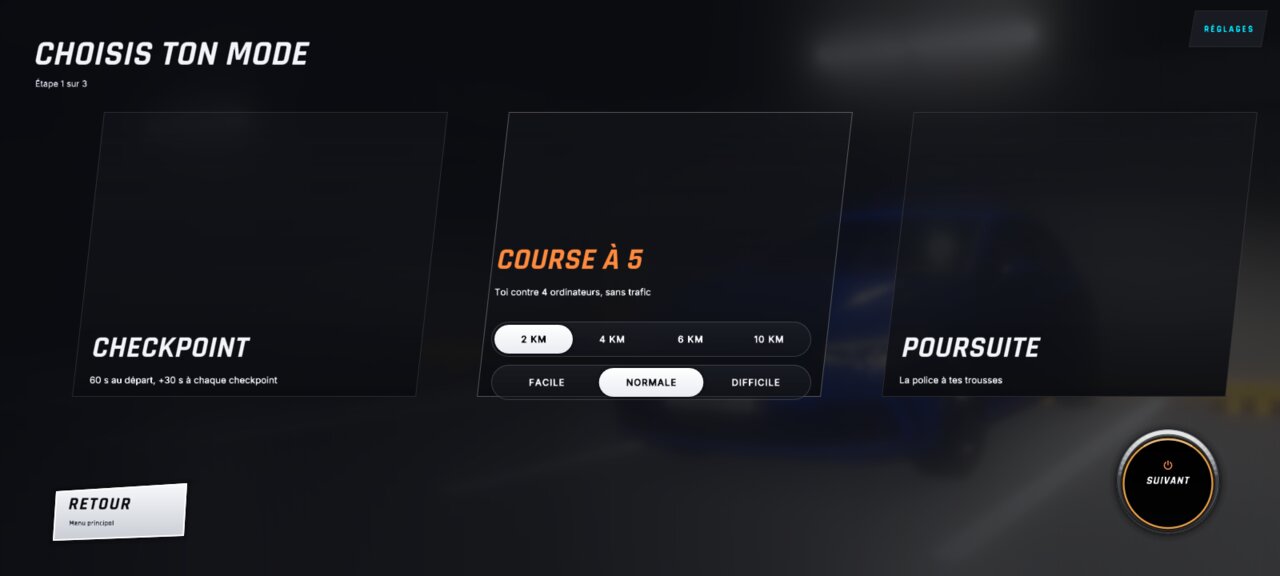 CHOISIS TON MODE
Étape 1 sur 3
RÉGLAGES
CHECKPOINT
60 s au départ, +30 s à chaque checkpoint
COURSE À 5
Toi contre 4 ordinateurs, sans trafic
2 KM 4 KM 6 KM 10 KM
FACILE NORMALE DIFFICILE
POURSUITE
La police à tes trousses
RETOUR
Menu principal
SUIVANT